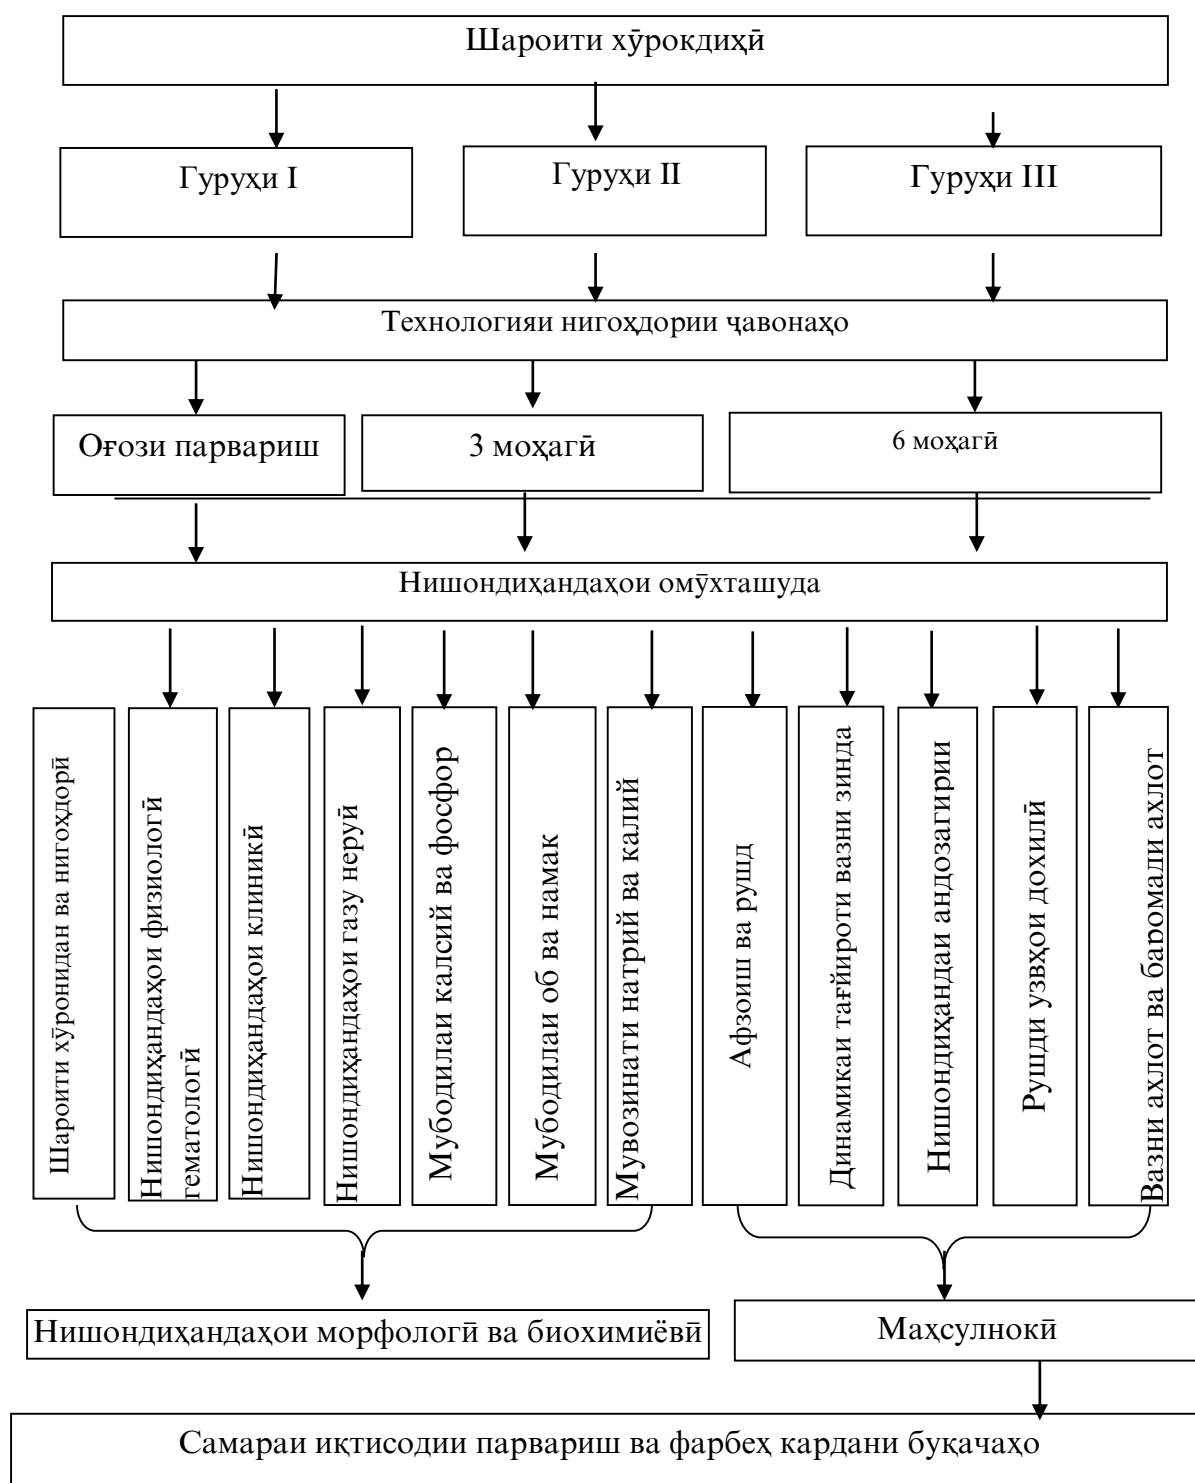 Шароити хӯрокдиҳӣ
Гуруҳи I
Гуруҳи II
Гуруҳи III
Технологияи нигоҳдории ҷавонаҳо
Оғози парвариш
3 моҳагӣ
6 моҳагӣ
Нишондиҳандаҳои омӯхташуда
Шароити хӯронидан ва нигоҳдорӣ
Нишондиҳандаҳои физиологӣ
гематологӣ
Нишондиҳандаҳои клиникӣ
Нишондиҳандаҳои газу неруӣ
Мубодилаи калсий ва фосфор
Мубодилаи об ва намак
Мувозинати натрий ва калий
Афзоиш ва рушд
Динамикаи тағйироти вазни зинда
Нишондиҳандаи андозагирии
Рушди узвҳои дохилӣ
Вазни ахлот ва баромали ахлот
Нишондиҳандаҳои морфологӣ ва биохимиёвӣ
Маҳсулнокӣ
Самараи иқтисодии парвариш ва фарбеҳ кардани буқачаҳо